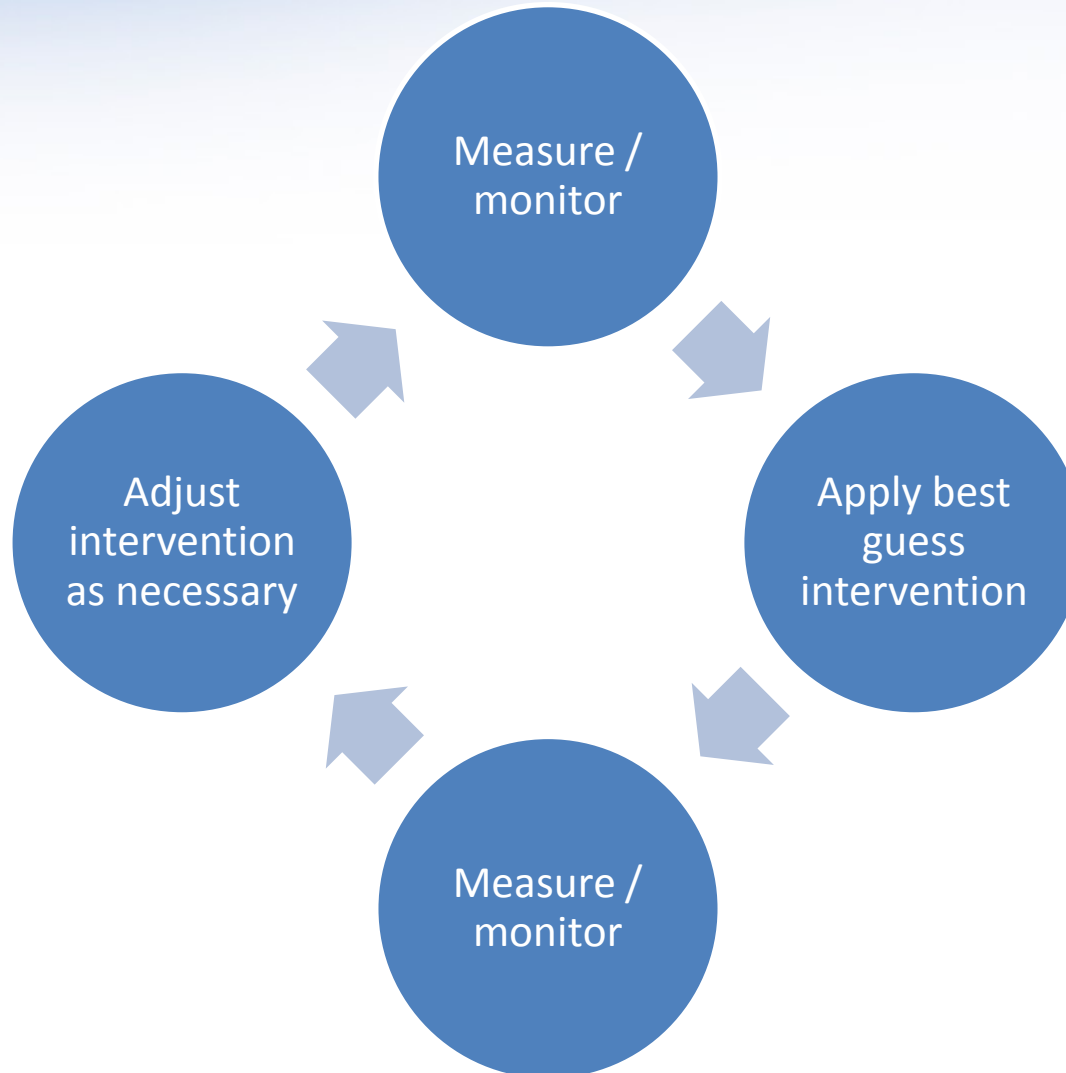 Measure /
monitor
Apply best
guess
intervention
Measure /
monitor
Adjust
intervention
as necessary